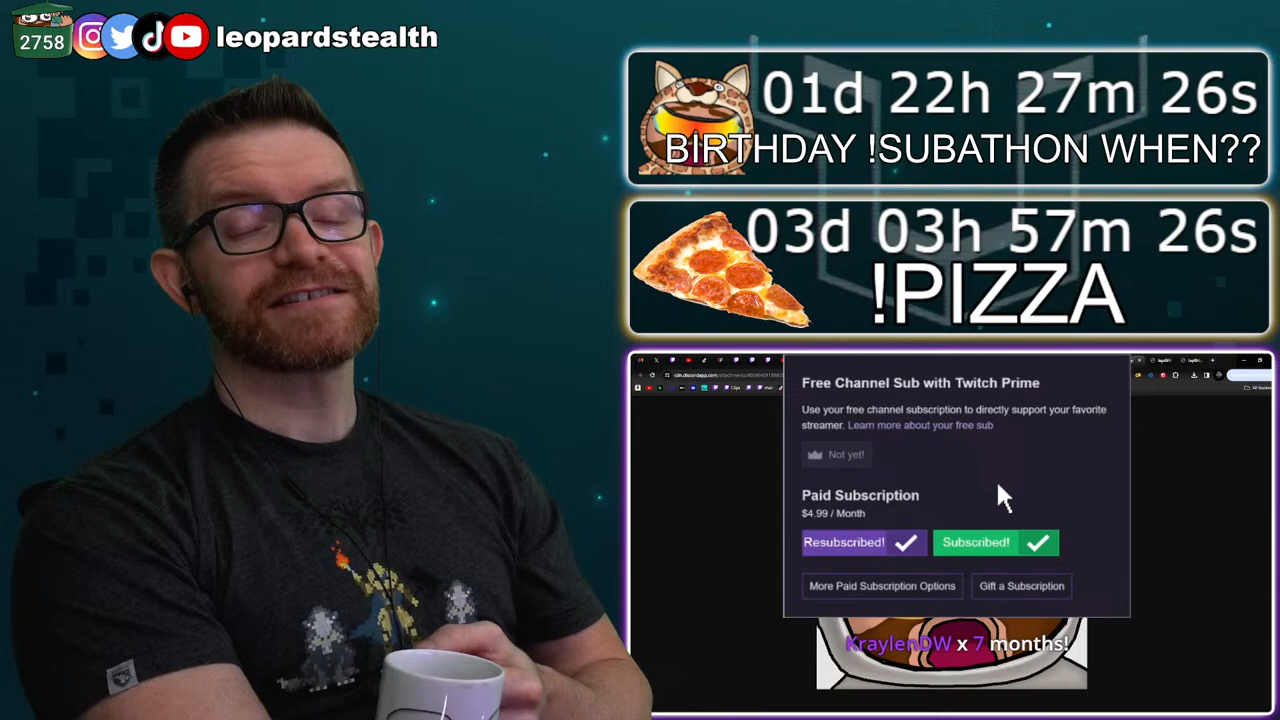 2758
leopardstealth
01d 22h 27m 26s
BIRTHDAY !SUBATHON WHEN??
03d 03h 57m 26s
!PIZZA
Free Channel Sub with Twitch Prime
Use your free channel subscription to directly support your favorite
streamer. Learn more about your free sub
Not yet!
Paid Subscription
$4.99 / Month
Resubscribed!
Subscribed!
More Paid Subscription Options
Gift a Subscription
KraylenDW x 7 months!